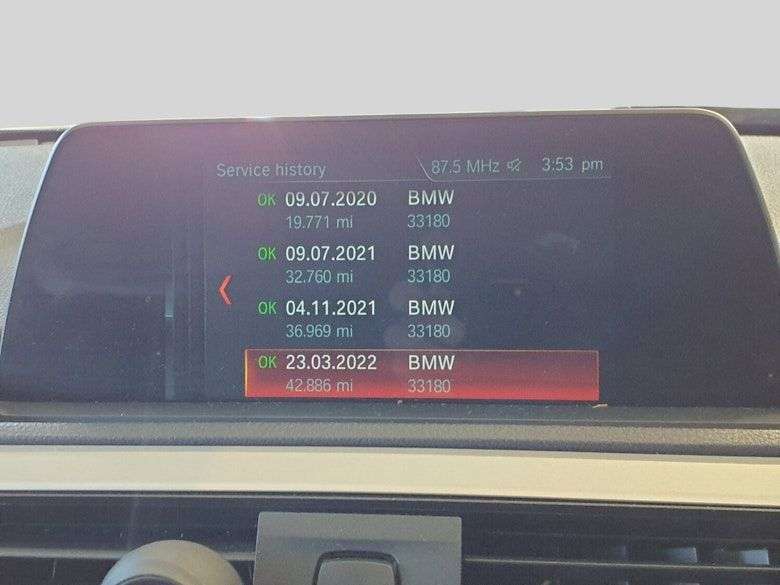 Service history 87.5 MHz 3:53 pm
OK 09.07.2020 BMW
19.771 mi 33180
OK 09.07.2021 BMW
32.760 mi 33180
OK 04.11.2021 BMW
36.969 mi 33180
OK 23.03.2022 BMW
42.886 mi 33180